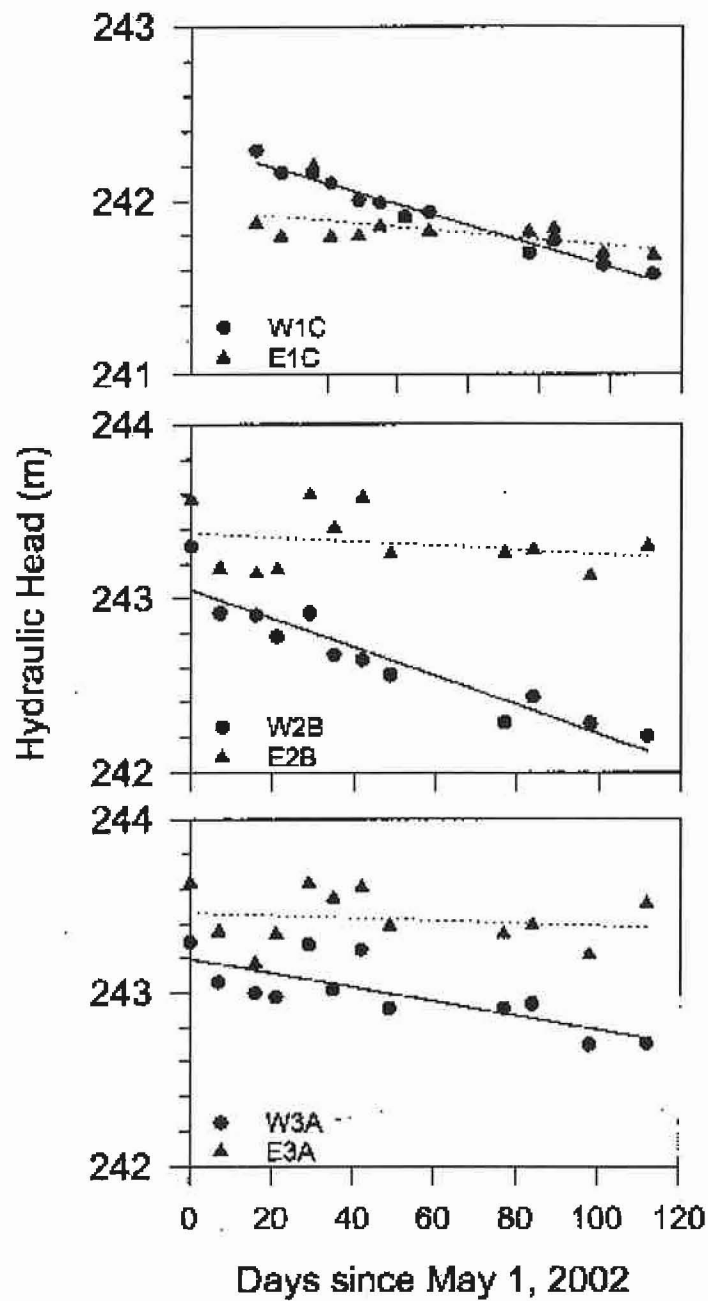 243
242
241
W1C
E1C
244
243
242
W2B
E2B
244
243
242
W3A
E3A
0 20 40 60 80 100 120
Hydraulic Head (m)
Days since May 1, 2002